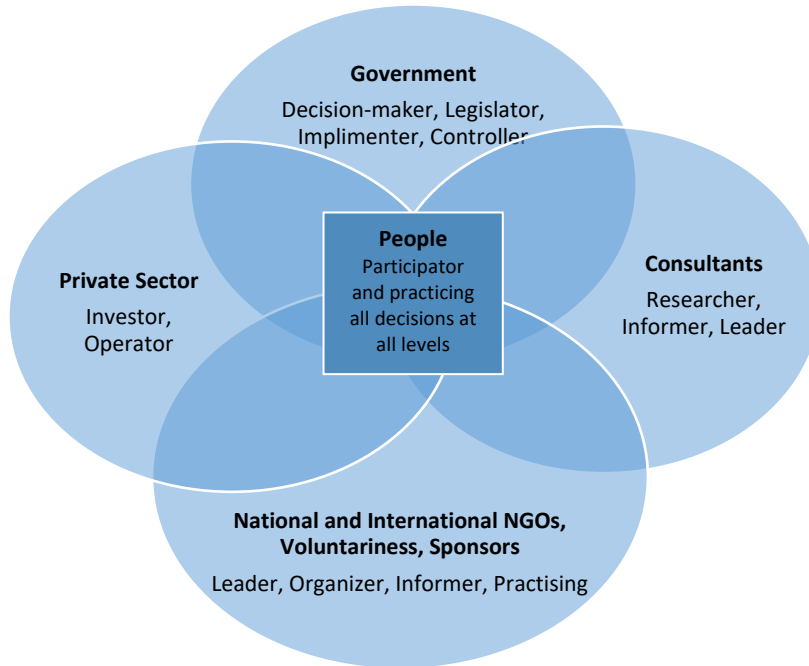 Government
Decision-maker, Legislator,
Implimenter, Controller
People
Participator
and practicing
all decisions at
all levels
Private Sector
Investor,
Operator
Consultants
Researcher,
Informer, Leader
National and International NGOs,
Voluntariness, Sponsors
Leader, Organizer, Informer, Practising